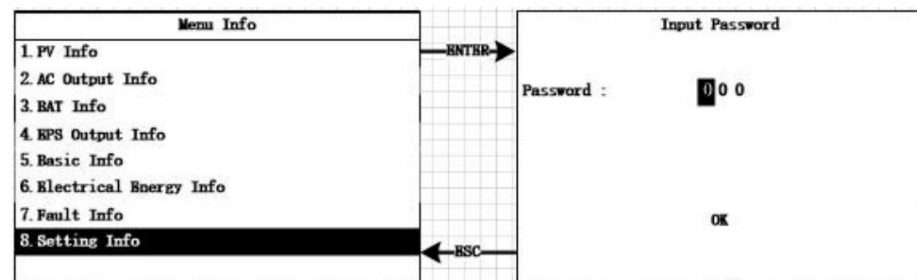 Menu Info
1. PV Info
2. AC Output Info
3. BAT Info
4. EPS Output Info
5. Basic Info
6. Electrical Energy Info
7. Fault Info
8. Setting Info
ENTER
ESC
Input Password
Password :
0 0 0
OK